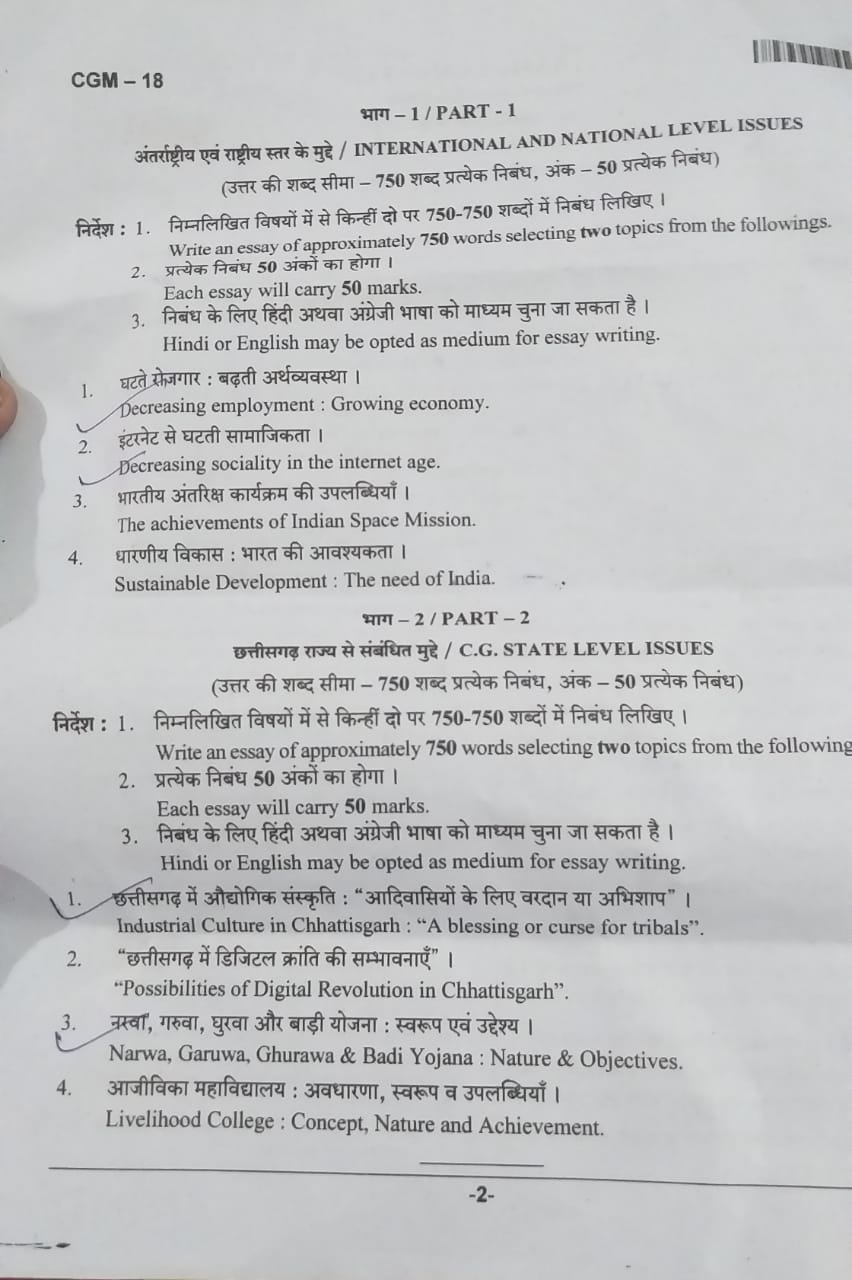 CGM – 18
भाग – 1 / PART - 1
अंतर्राष्ट्रीय एवं राष्ट्रीय स्तर के मुद्दे / INTERNATIONAL AND NATIONAL LEVEL ISSUES
(उत्तर की शब्द सीमा – 750 शब्द प्रत्येक निबंध, अंक – 50 प्रत्येक निबंध)
निर्देश : 1. निम्नलिखित विषयों में से किन्हीं दो पर 750-750 शब्दों में निबंध लिखिए ।
Write an essay of approximately 750 words selecting two topics from the followings.
2. प्रत्येक निबंध 50 अंकों का होगा ।
Each essay will carry 50 marks.
3. निबंध के लिए हिंदी अथवा अंग्रेजी भाषा को माध्यम चुना जा सकता है ।
Hindi or English may be opted as medium for essay writing.
1. घटते रोजगार : बढ़ती अर्थव्यवस्था ।
Decreasing employment : Growing economy.
2. इंटरनेट से घटती सामाजिकता ।
Decreasing sociality in the internet age.
3. भारतीय अंतरिक्ष कार्यक्रम की उपलब्धियाँ ।
The achievements of Indian Space Mission.
4. धारणीय विकास : भारत की आवश्यकता ।
Sustainable Development : The need of India.
भाग – 2 / PART – 2
छत्तीसगढ़ राज्य से संबंधित मुद्दे / C.G. STATE LEVEL ISSUES
(उत्तर की शब्द सीमा – 750 शब्द प्रत्येक निबंध, अंक – 50 प्रत्येक निबंध)
निर्देश : 1. निम्नलिखित विषयों में से किन्हीं दो पर 750-750 शब्दों में निबंध लिखिए ।
Write an essay of approximately 750 words selecting two topics from the following
2. प्रत्येक निबंध 50 अंकों का होगा ।
Each essay will carry 50 marks.
3. निबंध के लिए हिंदी अथवा अंग्रेजी भाषा को माध्यम चुना जा सकता है ।
Hindi or English may be opted as medium for essay writing.
1. छत्तीसगढ़ में औद्योगिक संस्कृति : “आदिवासियों के लिए वरदान या अभिशाप” ।
Industrial Culture in Chhattisgarh : “A blessing or curse for tribals”.
2. “छत्तीसगढ़ में डिजिटल क्रांति की सम्भावनाएँ” ।
“Possibilities of Digital Revolution in Chhattisgarh”.
3. नरवा, गरुवा, घुरवा और बाड़ी योजना : स्वरूप एवं उद्देश्य ।
Narwa, Garuwa, Ghurawa & Badi Yojana : Nature & Objectives.
4. आजीविका महाविद्यालय : अवधारणा, स्वरूप व उपलब्धियाँ ।
Livelihood College : Concept, Nature and Achievement.
-2-